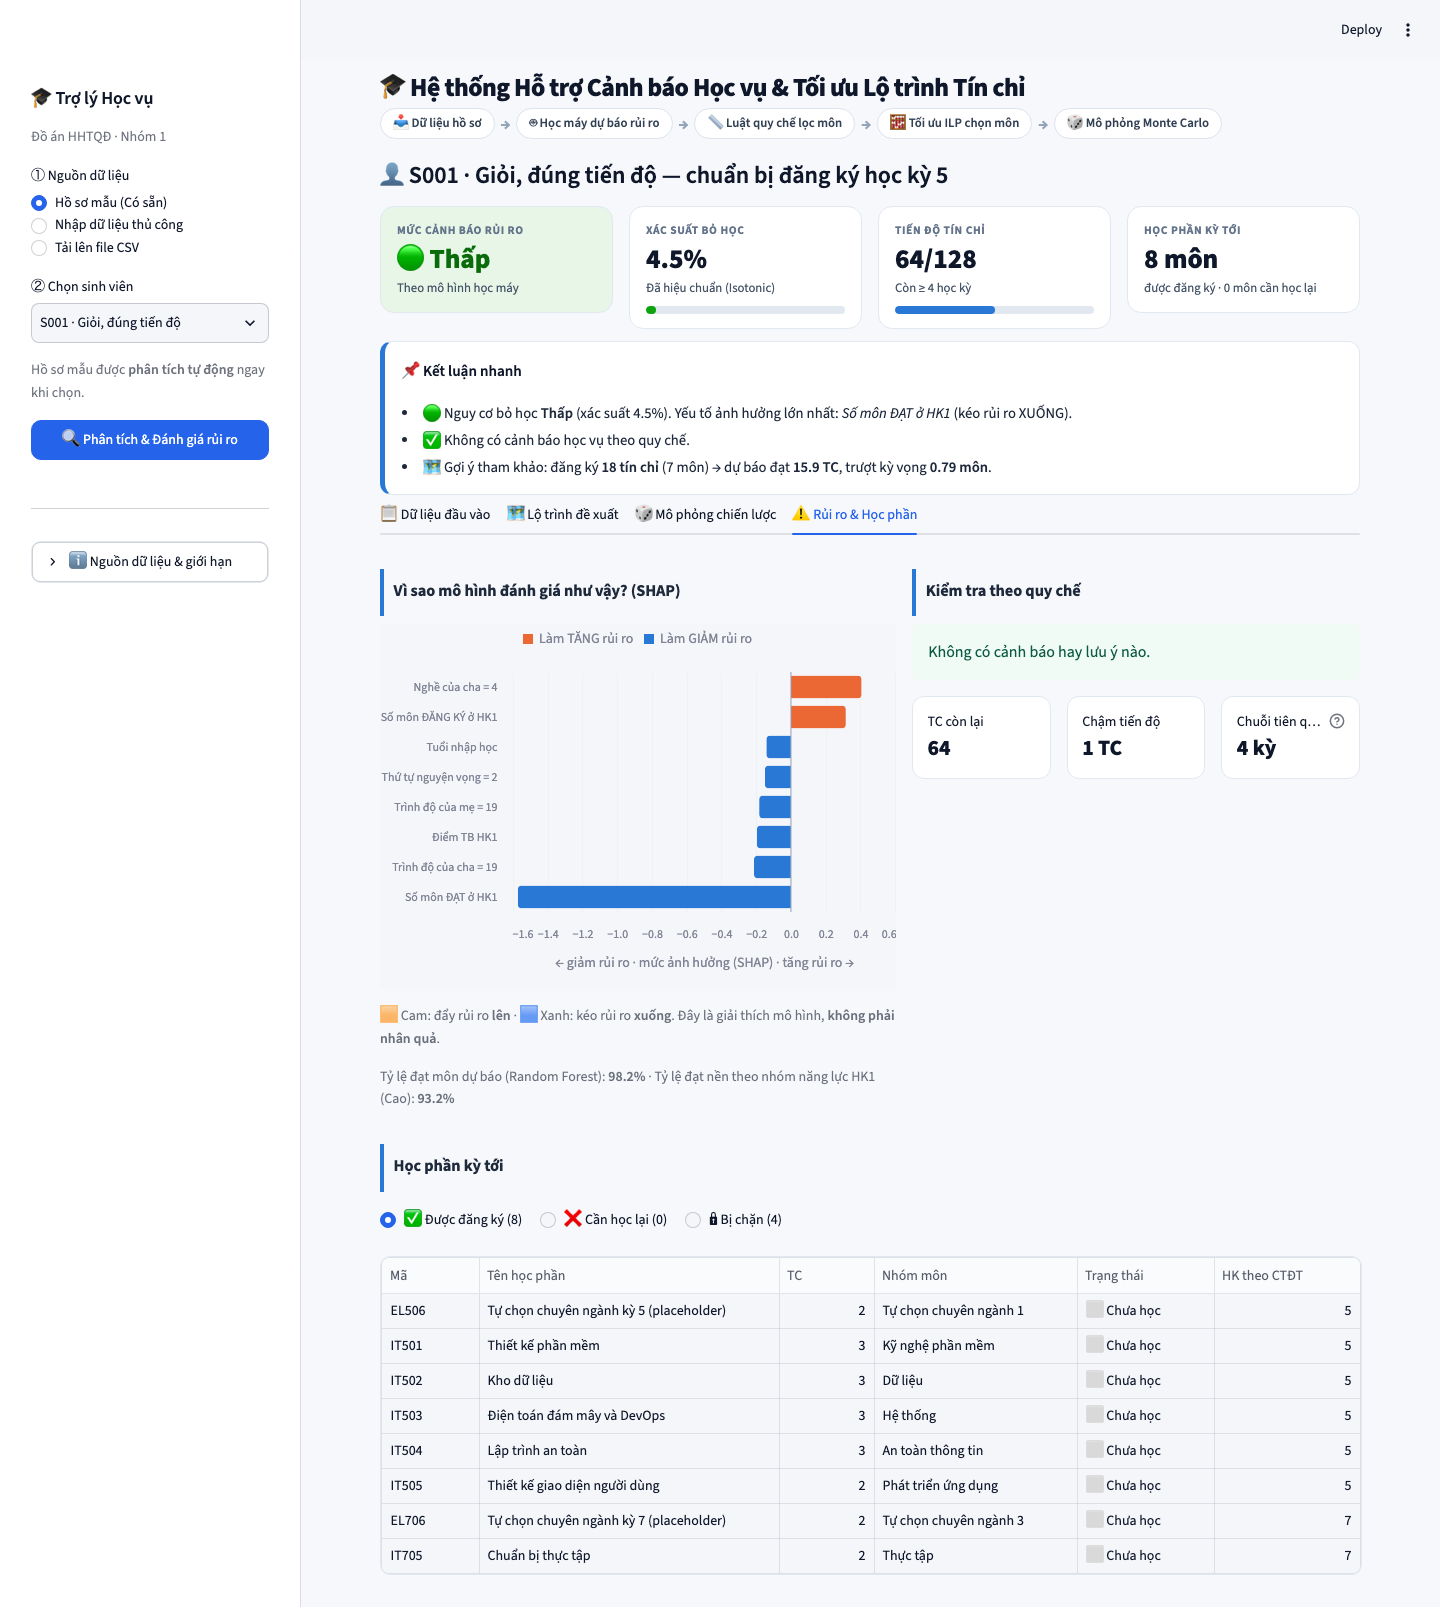 Deploy
🎓 Trợ lý Học vụ
Đồ án HHTQĐ · Nhóm 1
① Nguồn dữ liệu
Hồ sơ mẫu (Có sẵn)
Nhập dữ liệu thủ công
Tải lên file CSV
② Chọn sinh viên
S001 · Giỏi, đúng tiến độ
Hồ sơ mẫu được phân tích tự động ngay
khi chọn.
🔍 Phân tích & Đánh giá rủi ro
ℹ️ Nguồn dữ liệu & giới hạn
🎓 Hệ thống Hỗ trợ Cảnh báo Học vụ & Tối ưu Lộ trình Tín chỉ
Dữ liệu hồ sơ → Học máy dự báo rủi ro → Luật quy chế lọc môn → Tối ưu ILP chọn môn → Mô phỏng Monte Carlo
👤 S001 · Giỏi, đúng tiến độ — chuẩn bị đăng ký học kỳ 5
MỨC CẢNH BÁO RỦI RO
🟢 Thấp
Theo mô hình học máy
XÁC SUẤT BỎ HỌC
4.5%
Đã hiệu chuẩn (Isotonic)
TIẾN ĐỘ TÍN CHỈ
64/128
Còn ≥ 4 học kỳ
HỌC PHẦN KỲ TỚI
8 môn
được đăng ký · 0 môn cần học lại
📌 Kết luận nhanh
• 🟢 Nguy cơ bỏ học Thấp (xác suất 4.5%). Yếu tố ảnh hưởng lớn nhất: Số môn ĐẠT ở HK1 (kéo rủi ro XUỐNG).
• ✅ Không có cảnh báo học vụ theo quy chế.
• 🗺️ Gợi ý tham khảo: đăng ký 18 tín chỉ (7 môn) → dự báo đạt 15.9 TC, trượt kỳ vọng 0.79 môn.
📋 Dữ liệu đầu vào 🗺️ Lộ trình đề xuất 🎲 Mô phỏng chiến lược ⚠️ Rủi ro & Học phần
Vì sao mô hình đánh giá như vậy? (SHAP)
Làm TĂNG rủi ro Làm GIẢM rủi ro
Nghề của cha = 4
Số môn ĐĂNG KÝ ở HK1
Tuổi nhập học
Thứ tự nguyện vọng = 2
Trình độ của mẹ = 19
Điểm TB HK1
Trình độ của cha = 19
Số môn ĐẠT ở HK1
−1.6 −1.4 −1.2 −1.0 −0.8 −0.6 −0.4 −0.2 0.0 0.2 0.4 0.6
← giảm rủi ro · mức ảnh hưởng (SHAP) · tăng rủi ro →
🟧 Cam: đẩy rủi ro lên · 🟦 Xanh: kéo rủi ro xuống. Đây là giải thích mô hình, không phải
nhân quả.
Tỷ lệ đạt môn dự báo (Random Forest): 98.2% · Tỷ lệ đạt nền theo nhóm năng lực HK1
(Cao): 93.2%
Kiểm tra theo quy chế
Không có cảnh báo hay lưu ý nào.
TC còn lại
64
Chậm tiến độ
1 TC
Chuỗi tiên q…
4 kỳ
Học phần kỳ tới
✅ Được đăng ký (8) ❌ Cần học lại (0) 🔒 Bị chặn (4)
Mã Tên học phần TC Nhóm môn Trạng thái HK theo CTĐT
EL506 Tự chọn chuyên ngành kỳ 5 (placeholder) 2 Tự chọn chuyên ngành 1 ⬜ Chưa học 5
IT501 Thiết kế phần mềm 3 Kỹ nghệ phần mềm ⬜ Chưa học 5
IT502 Kho dữ liệu 3 Dữ liệu ⬜ Chưa học 5
IT503 Điện toán đám mây và DevOps 3 Hệ thống ⬜ Chưa học 5
IT504 Lập trình an toàn 3 An toàn thông tin ⬜ Chưa học 5
IT505 Thiết kế giao diện người dùng 2 Phát triển ứng dụng ⬜ Chưa học 5
EL706 Tự chọn chuyên ngành kỳ 7 (placeholder) 2 Tự chọn chuyên ngành 3 ⬜ Chưa học 7
IT705 Chuẩn bị thực tập 2 Thực tập ⬜ Chưa học 7